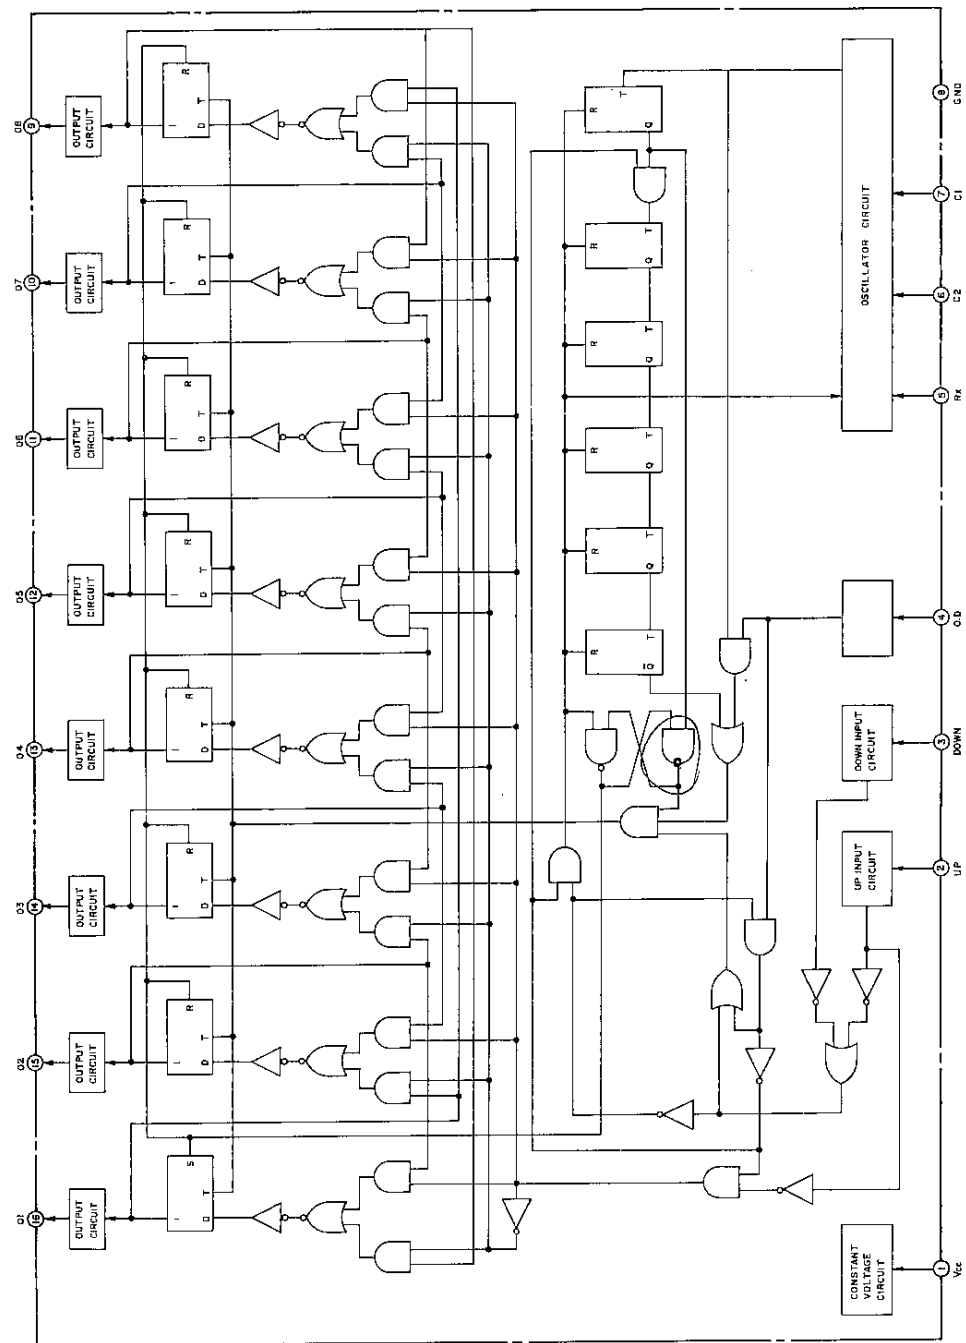 O1 O2 O3 O4 O5 O6 O7 O8
16 15 14 13 12 11 10 9
OUTPUT CIRCUIT
OUTPUT CIRCUIT
OUTPUT CIRCUIT
OUTPUT CIRCUIT
OUTPUT CIRCUIT
OUTPUT CIRCUIT
OUTPUT CIRCUIT
OUTPUT CIRCUIT
I S D T
I R D T
I R D T
I R D T
I R D T
I R D T
I R D T
I R D T
R Q̅ T
R Q T
R Q T
R Q T
R Q T
R Q T
CONSTANT
VOLTAGE
CIRCUIT
UP INPUT
CIRCUIT
DOWN INPUT
CIRCUIT
OSCILLATOR CIRCUIT
1 2 3 4 5 6 7 8
Vcc UP DOWN O.D Rx C2 C1 GND